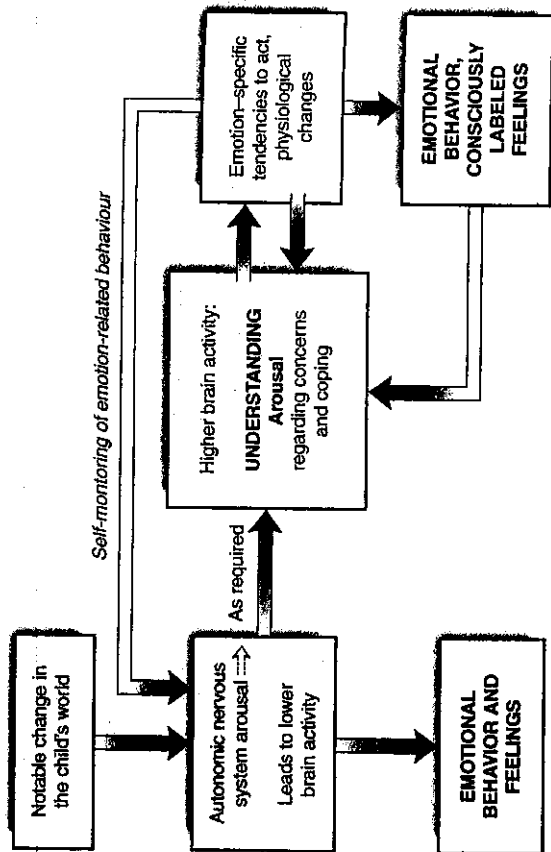 Notable change in
the child's world
Self-montoring of emotion-related behaviour
Autonomic nervous
system arousal
Leads to lower
brain activity
As required
Higher brain activity:
UNDERSTANDING
Arousal
regarding concerns
and coping
Emotion–specific
tendencies to act,
physiological
changes
EMOTIONAL
BEHAVIOR AND
FEELINGS
EMOTIONAL
BEHAVIOR,
CONSCIOUSLY
LABELED
FEELINGS